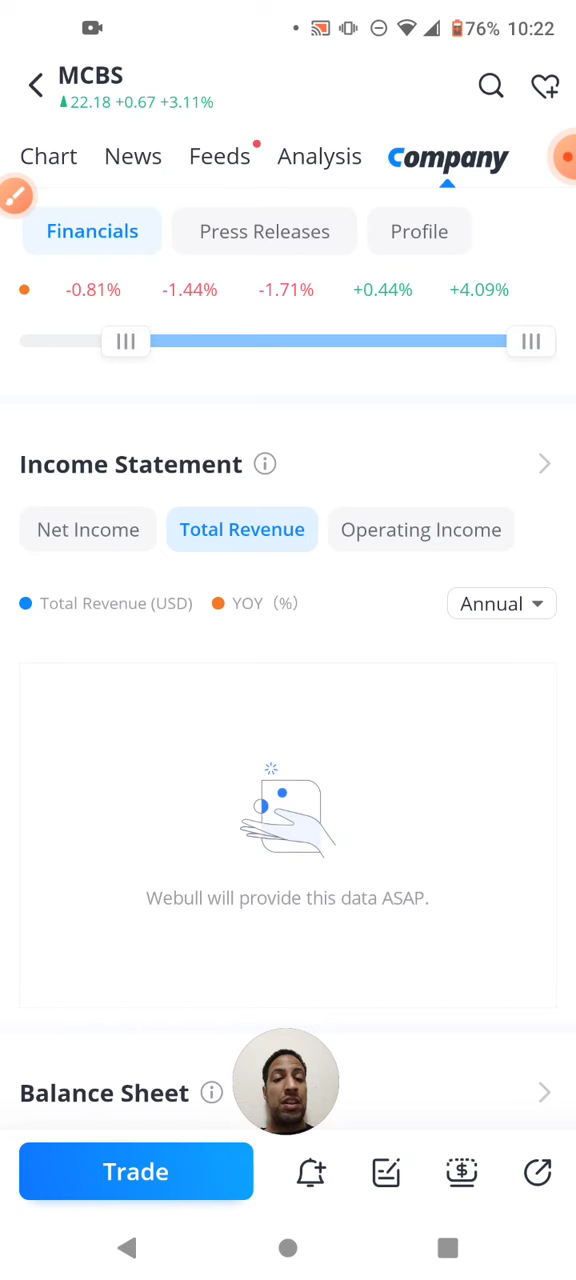 76% 10:22
MCBS
22.18 +0.67 +3.11%
Chart News Feeds Analysis Company
Financials Press Releases Profile
-0.81% -1.44% -1.71% +0.44% +4.09%
Income Statement
Net Income Total Revenue Operating Income
Total Revenue (USD) YOY (%) Annual
Webull will provide this data ASAP.
Balance Sheet
Trade